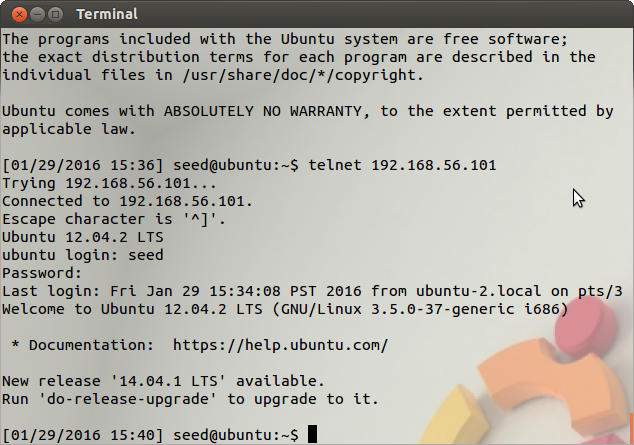 Terminal
The programs included with the Ubuntu system are free software;
the exact distribution terms for each program are described in the
individual files in /usr/share/doc/*/copyright.
Ubuntu comes with ABSOLUTELY NO WARRANTY, to the extent permitted by
applicable law.
[01/29/2016 15:36] seed@ubuntu:~$ telnet 192.168.56.101
Trying 192.168.56.101...
Connected to 192.168.56.101.
Escape character is '^]'.
Ubuntu 12.04.2 LTS
ubuntu login: seed
Password:
Last login: Fri Jan 29 15:34:08 PST 2016 from ubuntu-2.local on pts/3
Welcome to Ubuntu 12.04.2 LTS (GNU/Linux 3.5.0-37-generic i686)
* Documentation:  https://help.ubuntu.com/
New release '14.04.1 LTS' available.
Run 'do-release-upgrade' to upgrade to it.
[01/29/2016 15:40] seed@ubuntu:~$